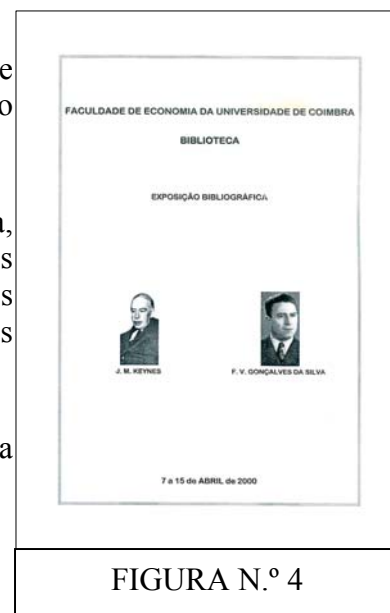 e
o
FACULDADE DE ECONOMIA DA UNIVERSIDADE DE COIMBRA
BIBLIOTECA
EXPOSIÇÃO BIBLIOGRÁFICA
a,
s
s
s
J. M. KEYNES
F. V. GONÇALVES DA SILVA
a
7 a 15 de ABRIL de 2000
FIGURA N.º 4